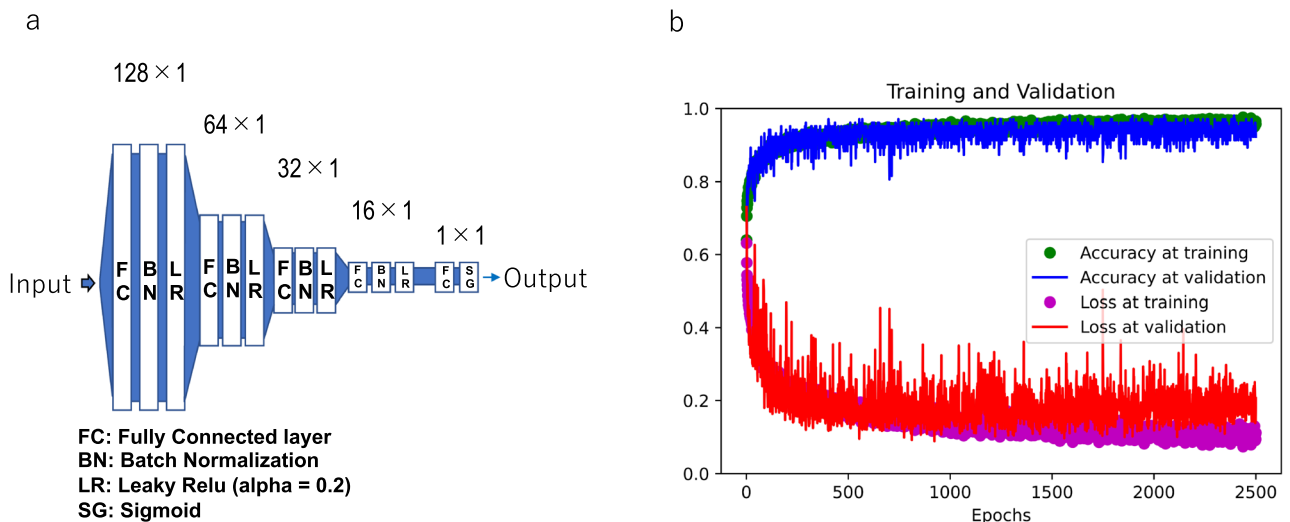 a
128×1
64×1
32×1
16×1
1×1
Input
FC
BN
LR
FC
BN
LR
FC
BN
LR
FC
BN
LR
FC
SG
Output
FC: Fully Connected layer
BN: Batch Normalization
LR: Leaky Relu (alpha = 0.2)
SG: Sigmoid
b
Training and Validation
1.0
0.8
0.6
0.4
0.2
0.0
Accuracy at training
Accuracy at validation
Loss at training
Loss at validation
0 500 1000 1500 2000 2500
Epochs